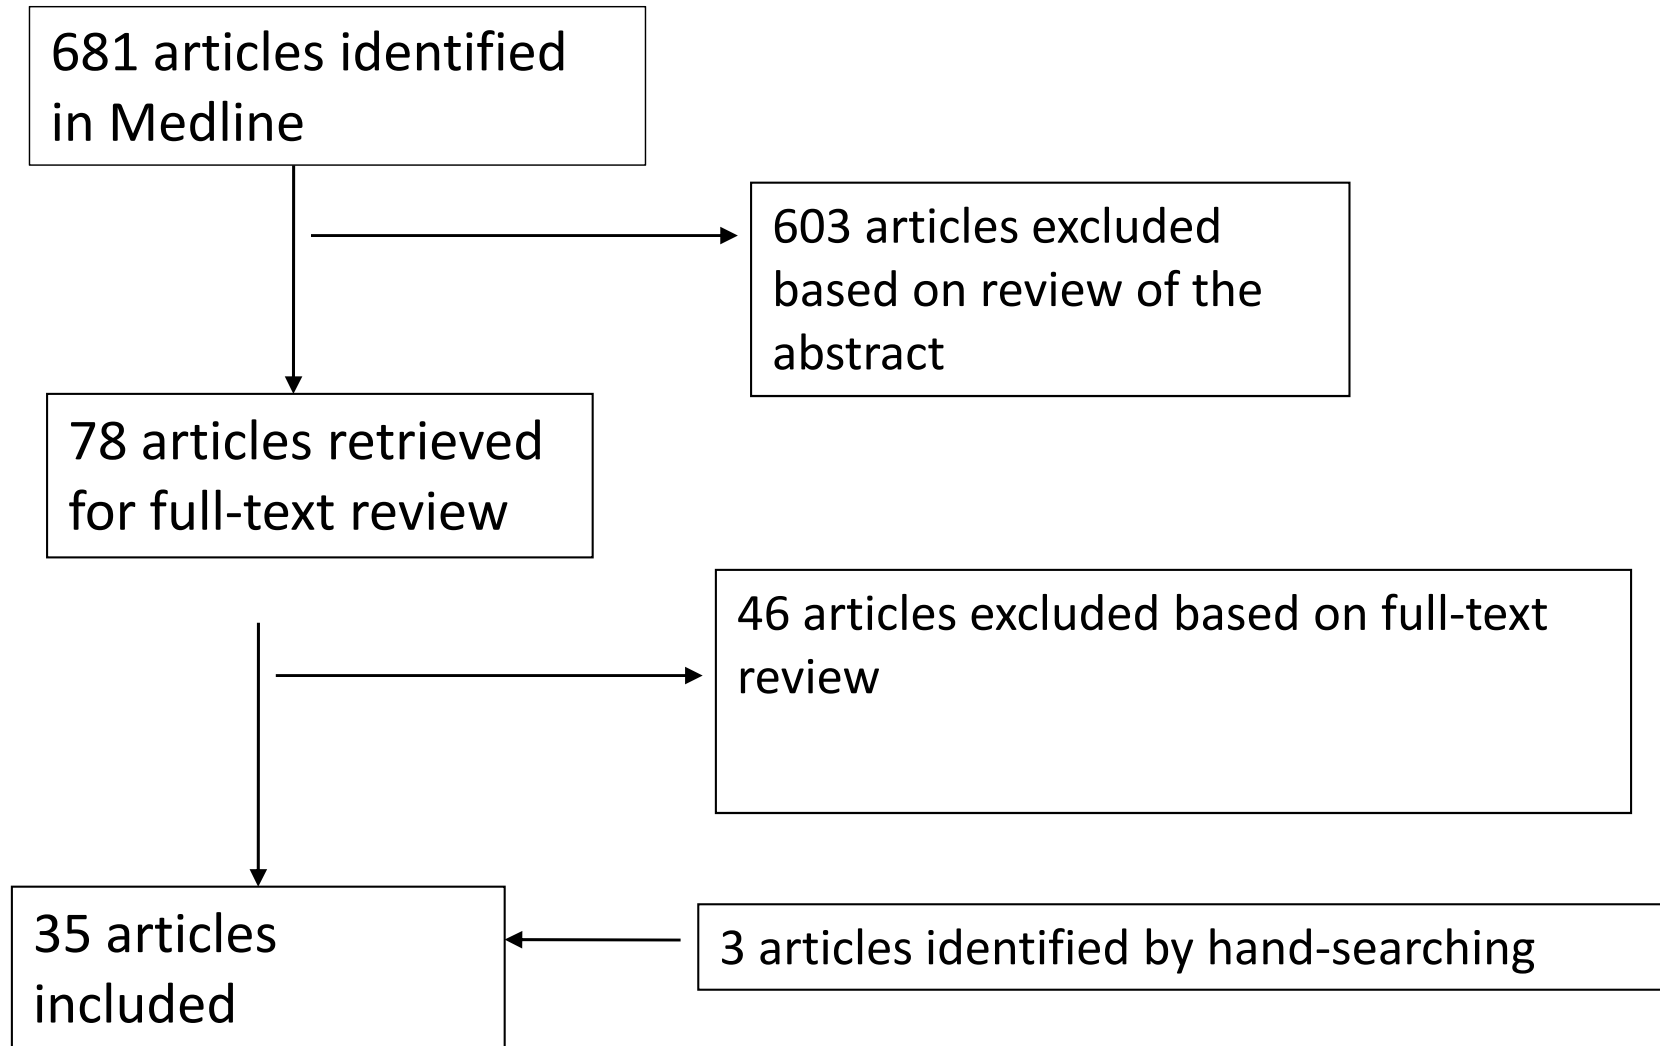 681 articles identified
in Medline
603 articles excluded
based on review of the
abstract
78 articles retrieved
for full-text review
46 articles excluded based on full-text
review
35 articles
included
3 articles identified by hand-searching